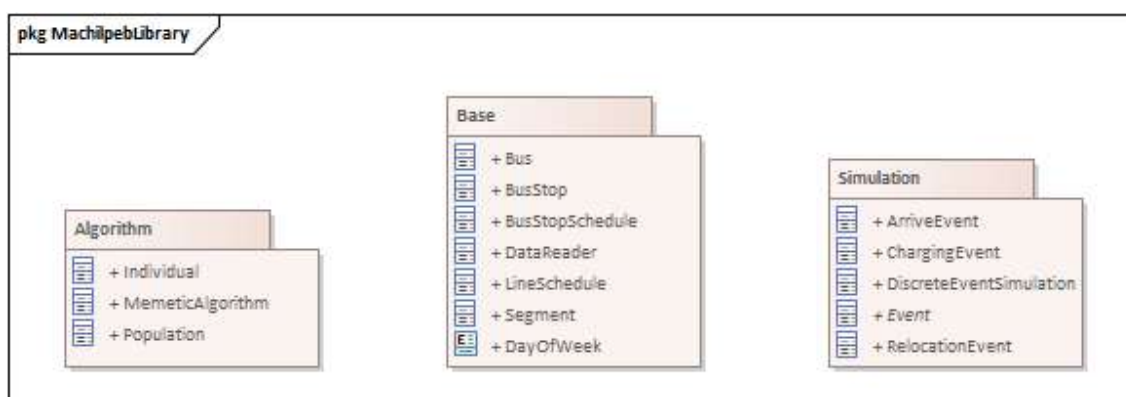 pkg MachilpebLibrary
Algorithm
+ Individual
+ MemeticAlgorithm
+ Population
Base
+ Bus
+ BusStop
+ BusStopSchedule
+ DataReader
+ LineSchedule
+ Segment
E
+ DayOfWeek
Simulation
+ ArriveEvent
+ ChargingEvent
+ DiscreteEventSimulation
+ Event
+ RelocationEvent